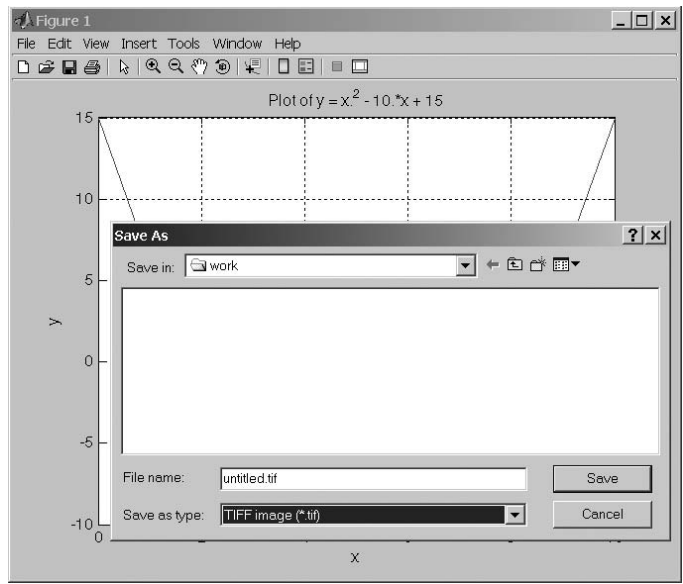 Figure 1
File Edit View Insert Tools Window Help
Plot of y = x.² - 10.*x + 15
15
10
5
0
-5
-10
y
0
x
Save As
Save in: work
File name: untitled.tif
Save
Save as type: TIFF image (*.tif)
Cancel